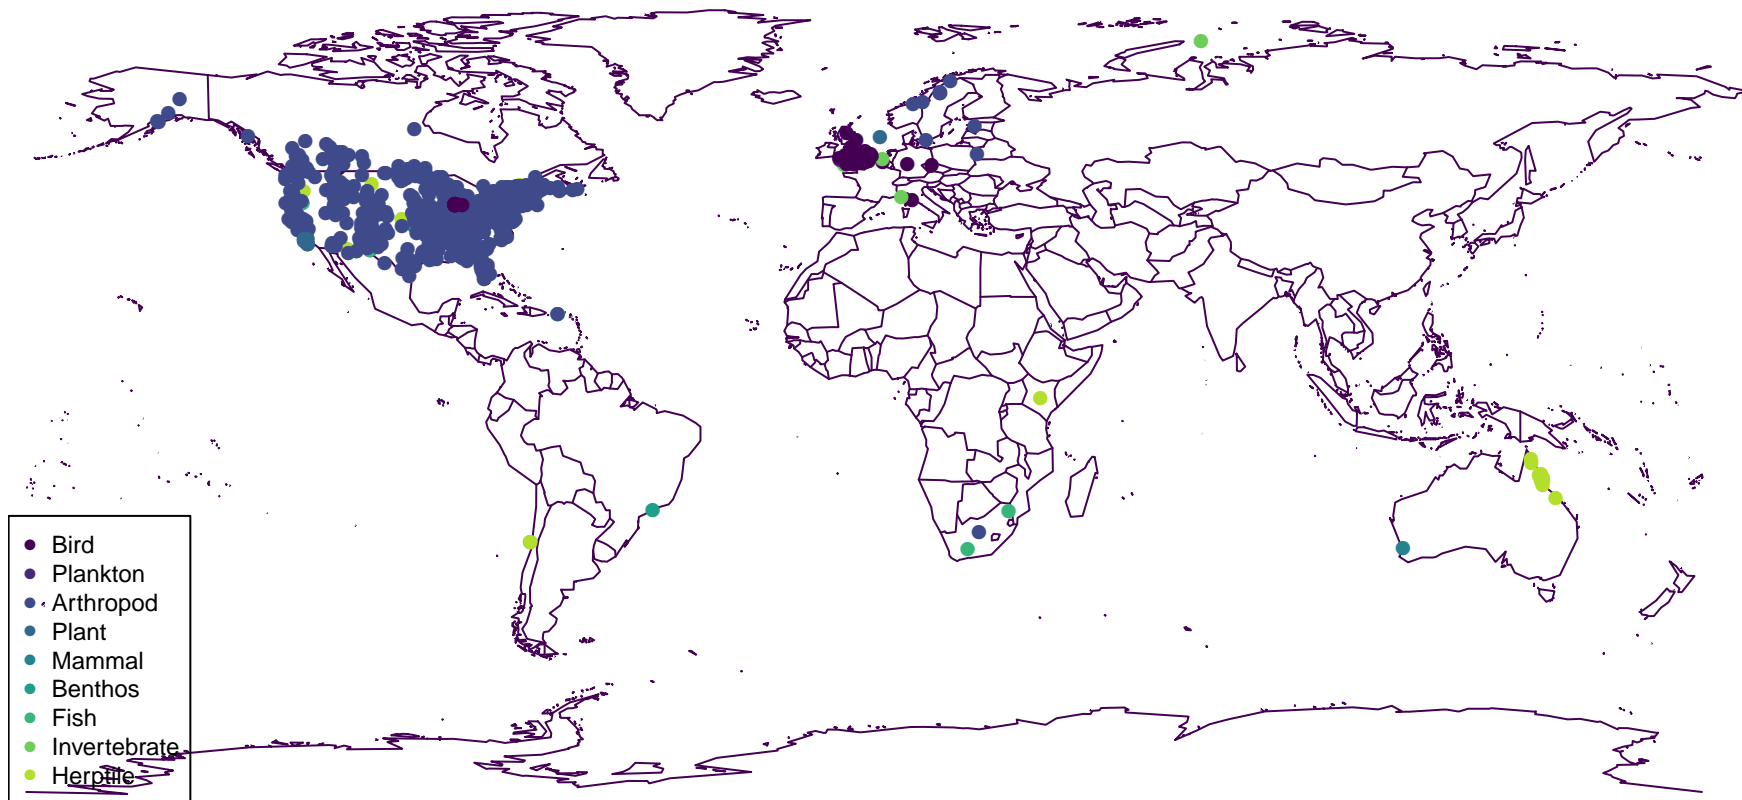 Bird
Plankton
Arthropod
Plant
Mammal
Benthos
Fish
Invertebrate
Herptile